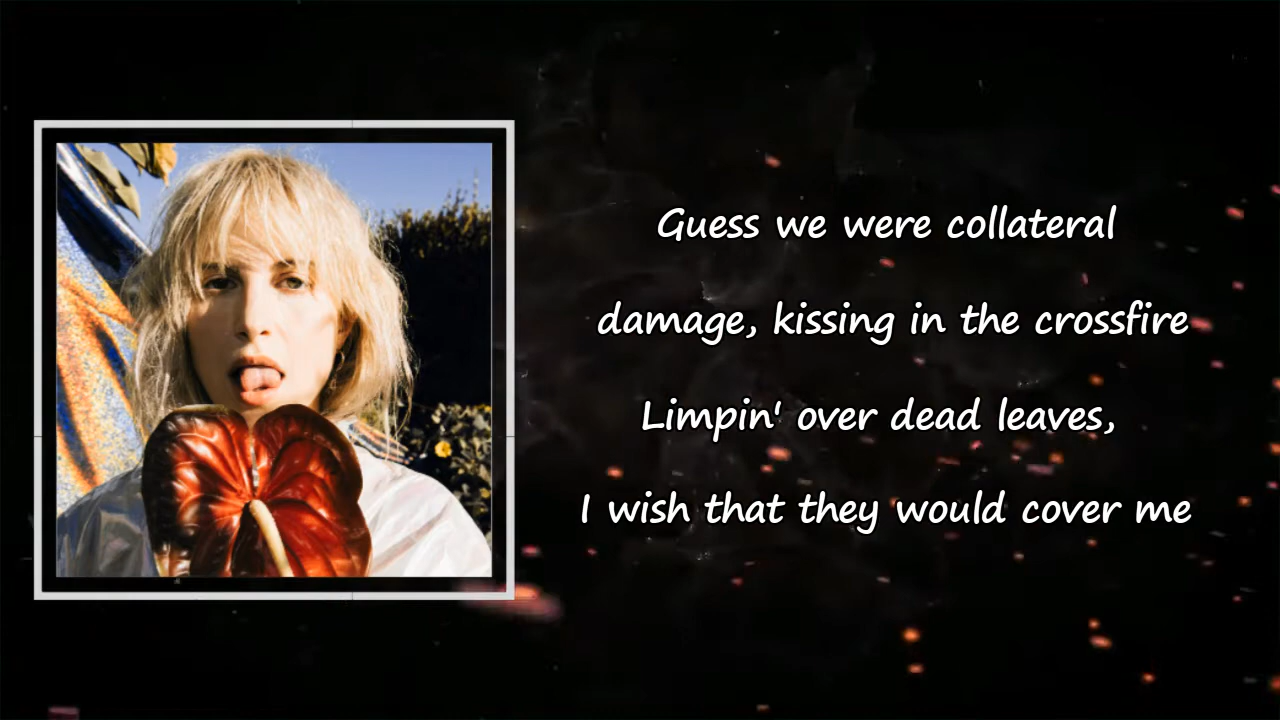 Guess we were collateral
damage, kissing in the crossfire
Limpin' over dead leaves,
I wish that they would cover me